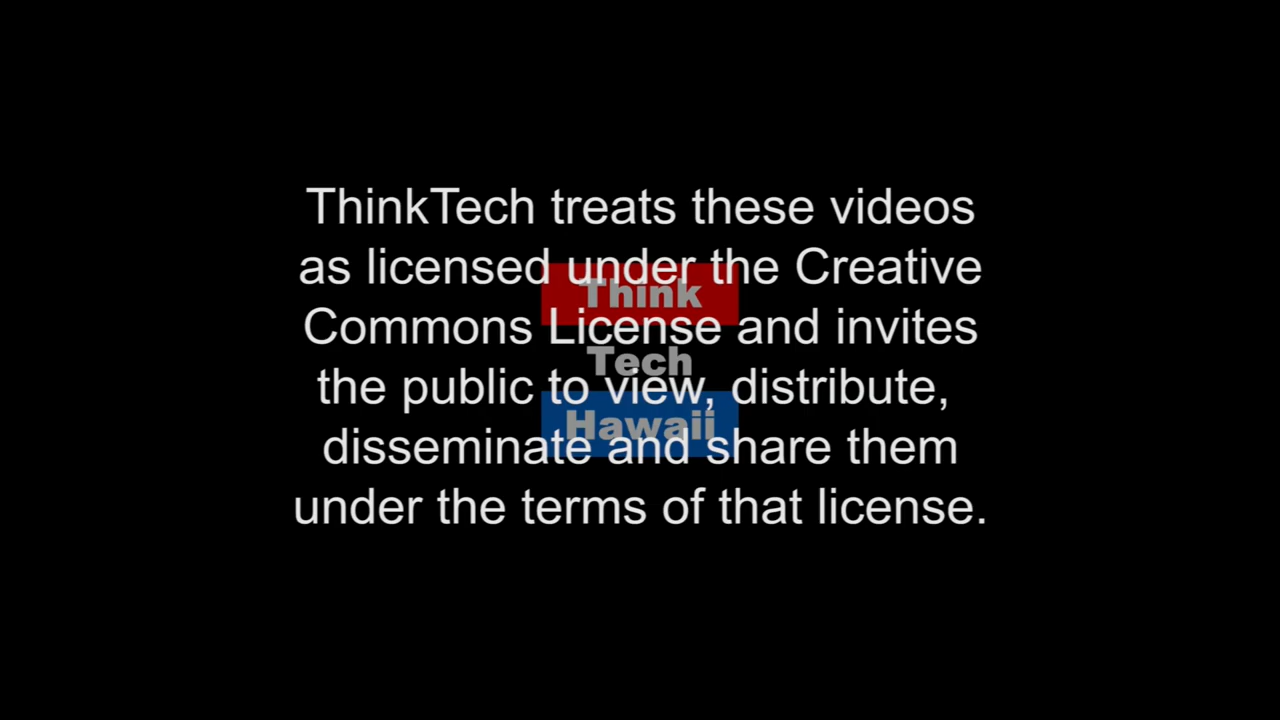 ThinkTech treats these videos
as licensed under the Creative
Commons License and invites
the public to view, distribute,
disseminate and share them
under the terms of that license.
Think
Tech
Hawaii